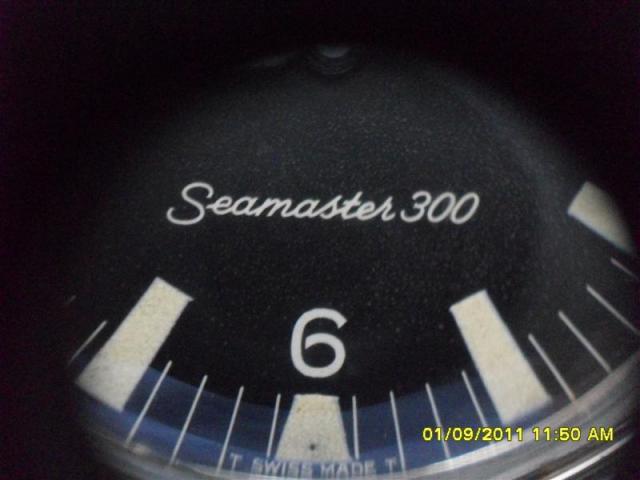 Seamaster 300
6
T SWISS MADE T
01/09/2011 11:50 AM